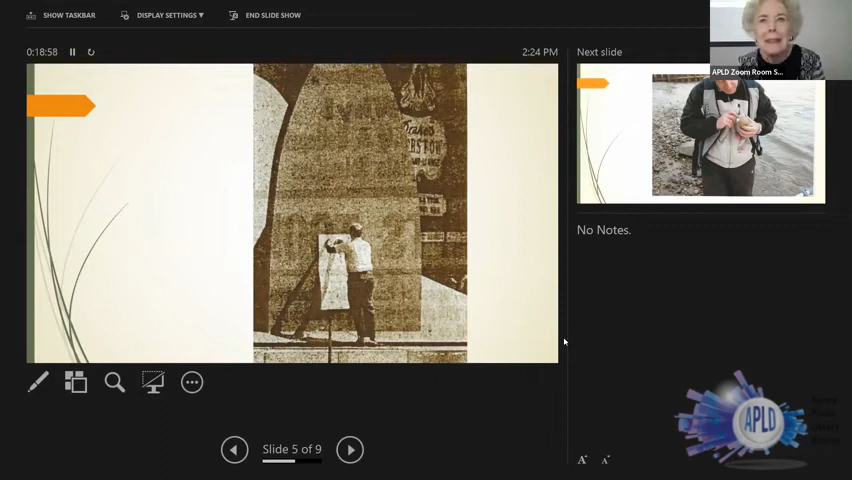 SHOW TASKBAR
DISPLAY SETTINGS ▼
END SLIDE SHOW
0:18:58
2:24 PM
Next slide
APLD Zoom Room S...
No Notes.
Slide 5 of 9
APLD